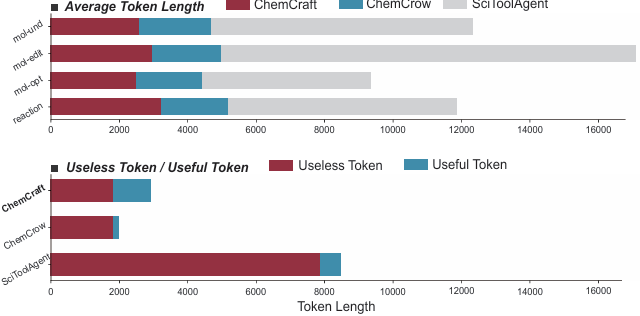 Average Token Length ChemCraft ChemCrow SciToolAgent
mol-und
mol-edit
mol-opt
reaction
0 2000 4000 6000 8000 10000 12000 14000 16000
Useless Token / Useful Token Useless Token Useful Token
ChemCraft
ChemCrow
SciToolAgent
0 2000 4000 6000 8000 10000 12000 14000 16000
Token Length